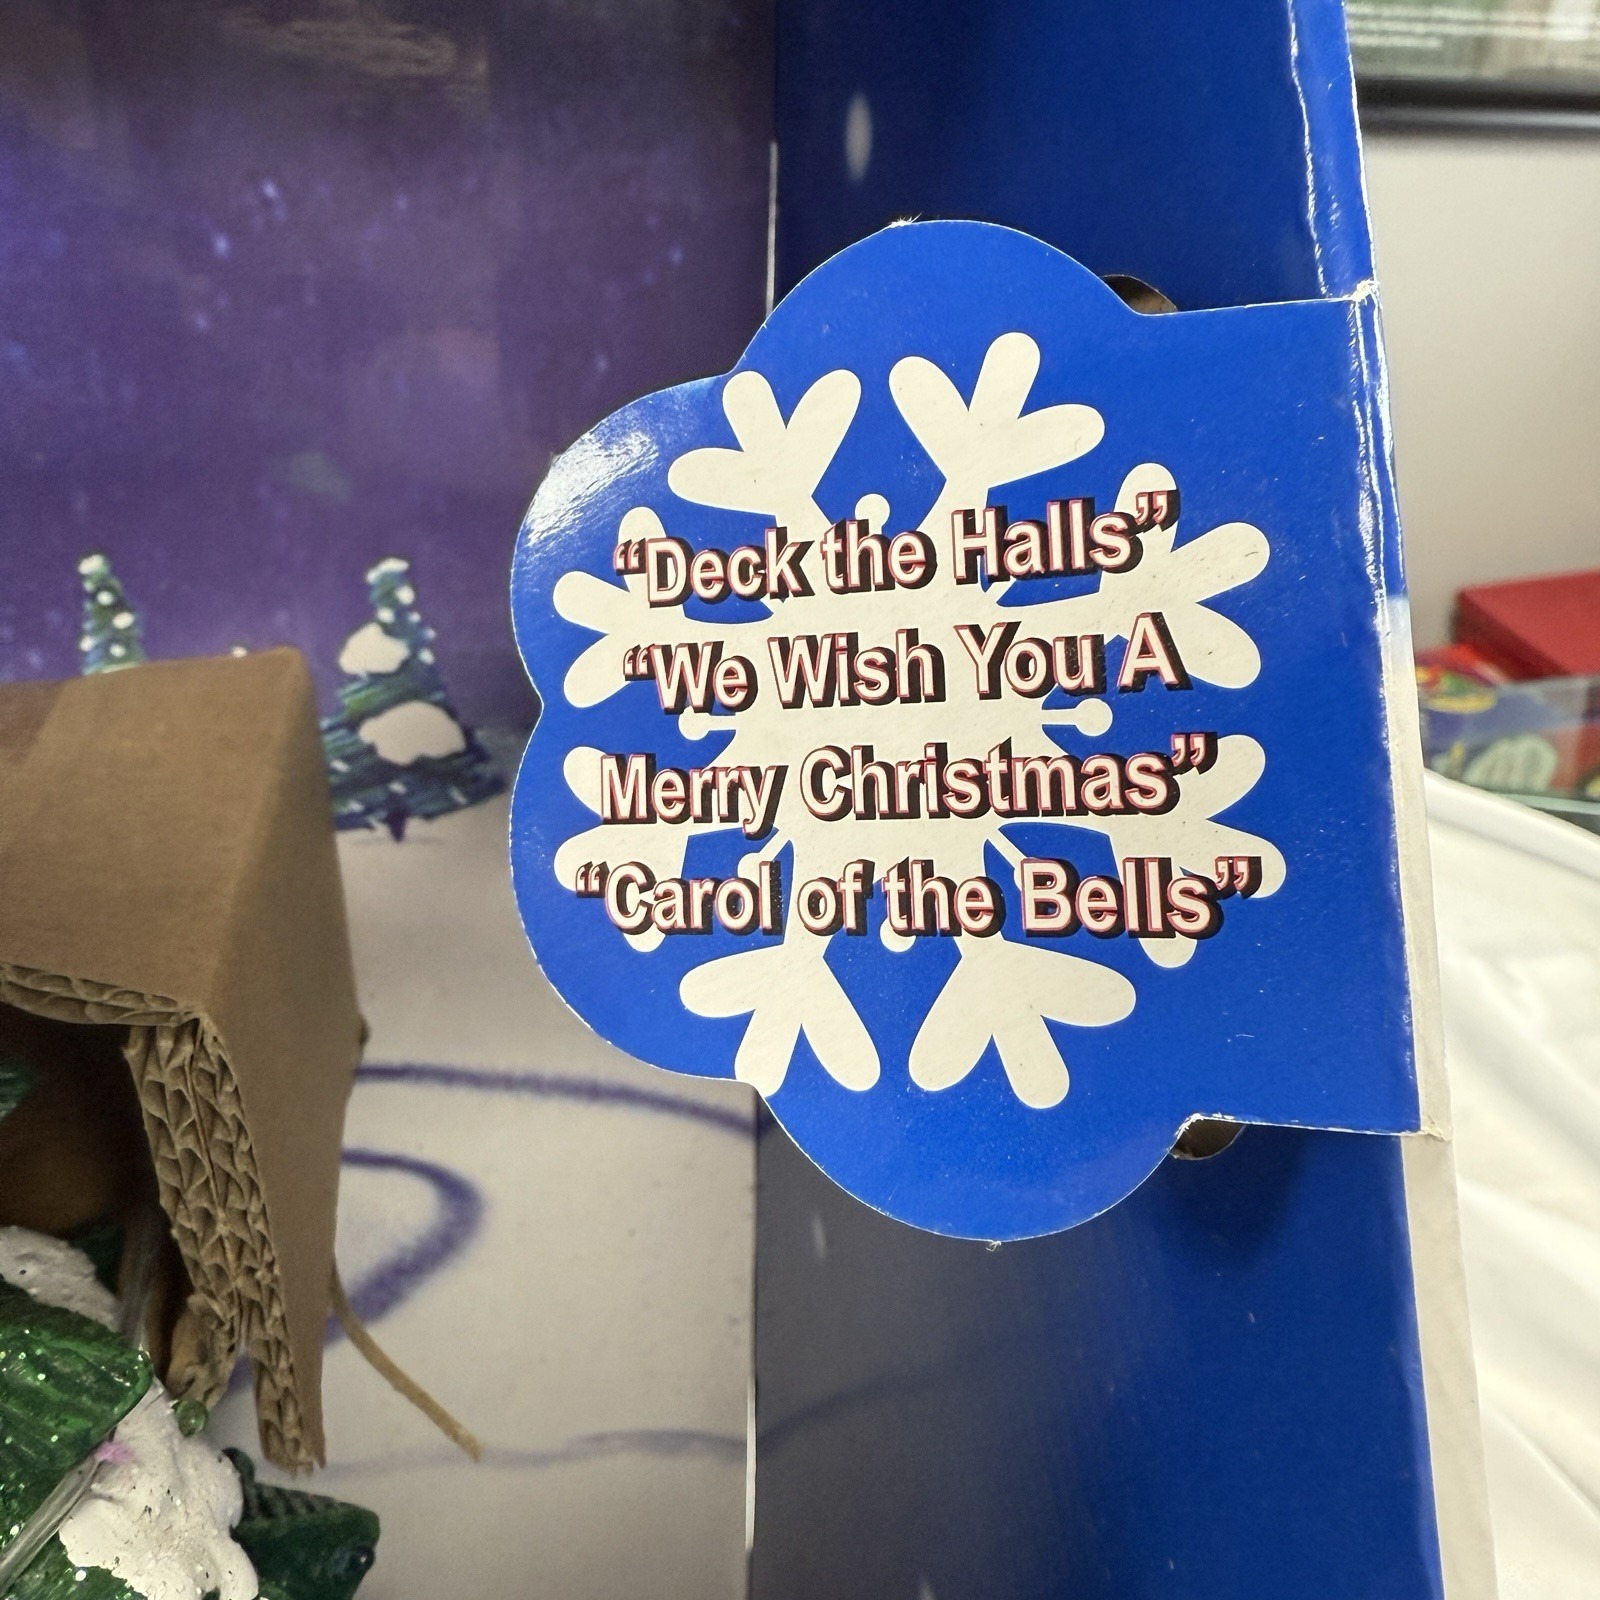 “Deck the Halls”
“We Wish You A
Merry Christmas”
“Carol of the Bells”